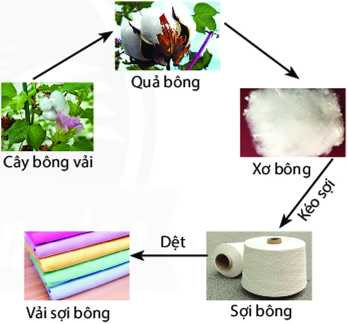 Quả bông
Cây bông vải
Xơ bông
Kéo sợi
Dệt
Vải sợi bông
Sợi bông